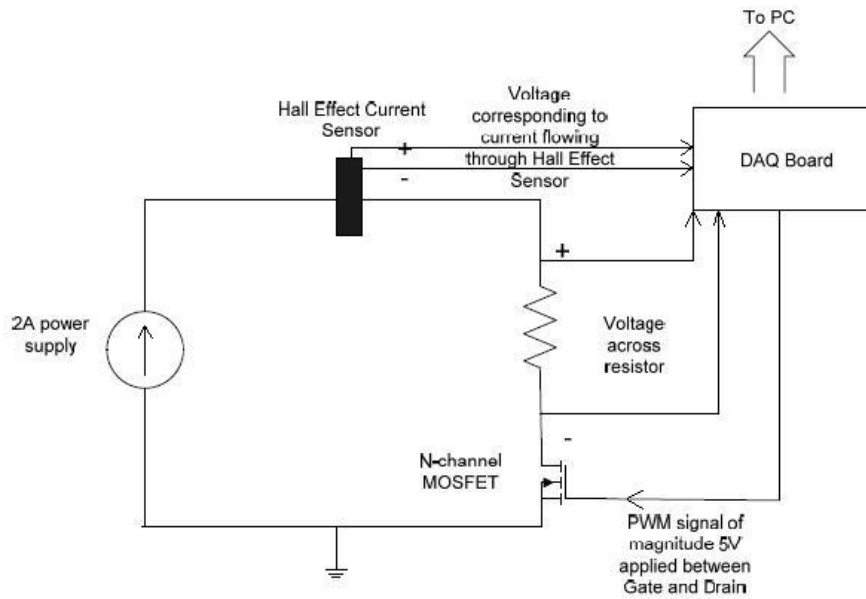 To PC
Hall Effect Current
Sensor
Voltage
corresponding to
current flowing
through Hall Effect
Sensor
+
-
DAQ Board
+
2A power
supply
Voltage
across
resistor
-
N-channel
MOSFET
PWM signal of
magnitude 5V
applied between
Gate and Drain